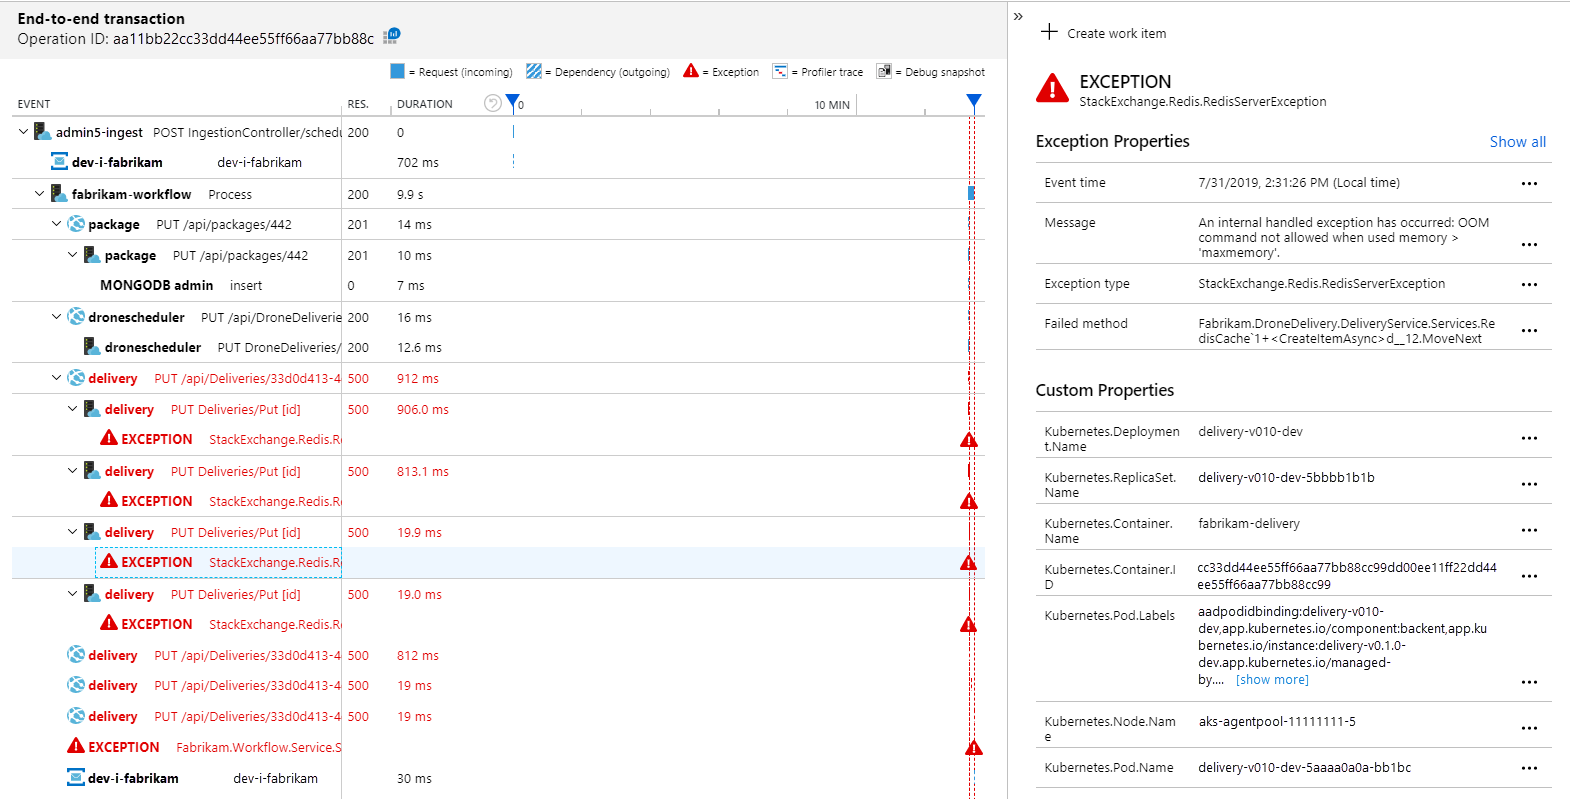 End-to-end transaction
Operation ID: aa11bb22cc33dd44ee55ff66aa77bb88c
= Request (incoming) = Dependency (outgoing) = Exception = Profiler trace = Debug snapshot
EVENT RES. DURATION 0 10 MIN
admin5-ingest POST IngestionController/schedu 200 0
dev-i-fabrikam dev-i-fabrikam 702 ms
fabrikam-workflow Process 200 9.9 s
package PUT /api/packages/442 201 14 ms
package PUT /api/packages/442 201 10 ms
MONGODB admin insert 0 7 ms
dronescheduler PUT /api/DroneDeliverie 200 16 ms
dronescheduler PUT DroneDeliveries/ 200 12.6 ms
delivery PUT /api/Deliveries/33d0d413-4 500 912 ms
delivery PUT Deliveries/Put [id] 500 906.0 ms
EXCEPTION StackExchange.Redis.R
delivery PUT Deliveries/Put [id] 500 813.1 ms
EXCEPTION StackExchange.Redis.R
delivery PUT Deliveries/Put [id] 500 19.9 ms
EXCEPTION StackExchange.Redis.R
delivery PUT Deliveries/Put [id] 500 19.0 ms
EXCEPTION StackExchange.Redis.R
delivery PUT /api/Deliveries/33d0d413-4 500 812 ms
delivery PUT /api/Deliveries/33d0d413-4 500 19 ms
delivery PUT /api/Deliveries/33d0d413-4 500 19 ms
EXCEPTION Fabrikam.Workflow.Service.S
dev-i-fabrikam dev-i-fabrikam 30 ms
»
Create work item
EXCEPTION
StackExchange.Redis.RedisServerException
Exception Properties Show all
Event time 7/31/2019, 2:31:26 PM (Local time) •••
Message An internal handled exception has occurred: OOM
command not allowed when used memory >
'maxmemory'. •••
Exception type StackExchange.Redis.RedisServerException •••
Failed method Fabrikam.DroneDelivery.DeliveryService.Services.Re
disCache`1+<CreateItemAsync>d__12.MoveNext •••
Custom Properties
Kubernetes.Deploymen delivery-v010-dev •••
t.Name
Kubernetes.ReplicaSet. delivery-v010-dev-5bbbb1b1b •••
Name
Kubernetes.Container. fabrikam-delivery •••
Name
Kubernetes.Container.I cc33dd44ee55ff66aa77bb88cc99dd00ee11ff22dd44 •••
D ee55ff66aa77bb88cc99
Kubernetes.Pod.Labels aadpodidbinding:delivery-v010-
dev,app.kubernetes.io/component:backent,app.ku
bernetes.io/instance:delivery-v0.1.0-
dev.app.kubernetes.io/managed-
by.... [show more] •••
Kubernetes.Node.Nam aks-agentpool-11111111-5 •••
e
Kubernetes.Pod.Name delivery-v010-dev-5aaaa0a0a-bb1bc •••